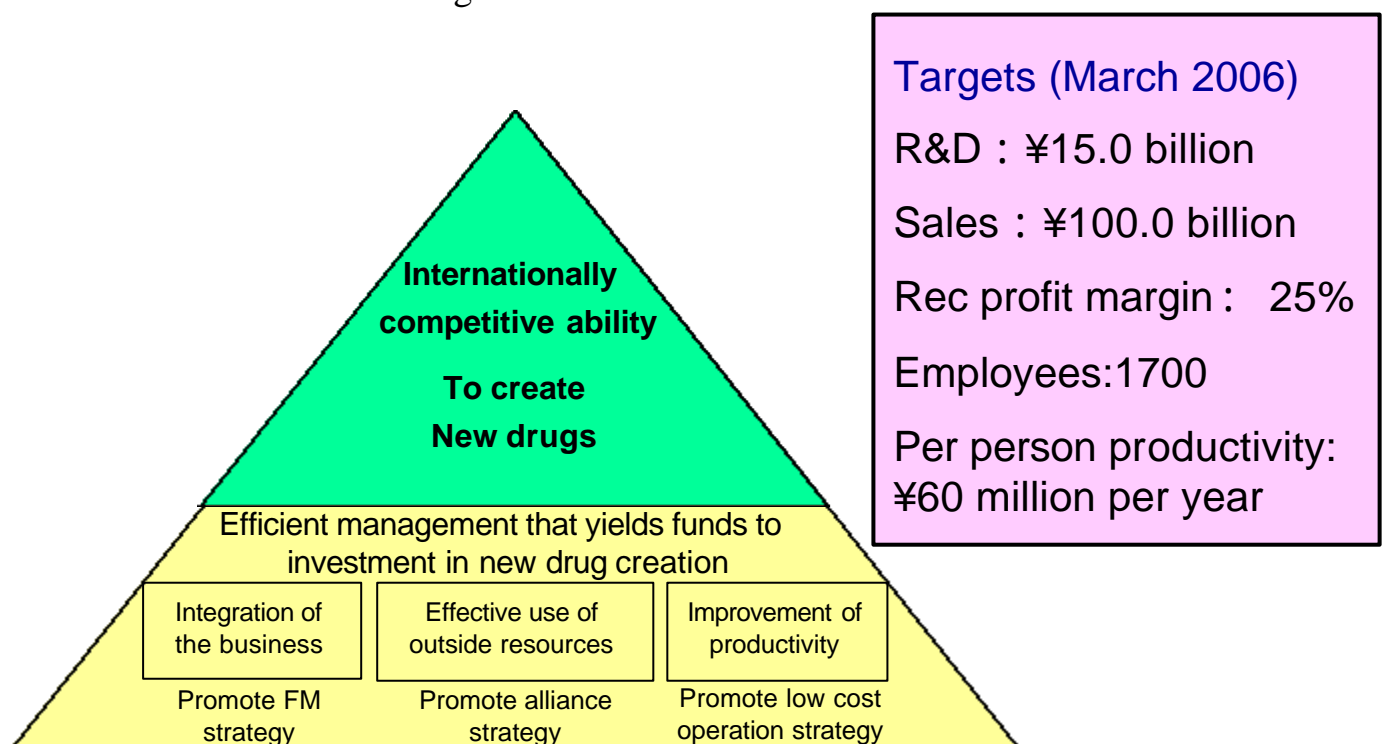 Targets (March 2006)
R&D：¥15.0 billion
Sales：¥100.0 billion
Rec profit margin： 25%
Employees:1700
Per person productivity:
¥60 million per year
Internationally
competitive ability
To create
New drugs
Efficient management that yields funds to
investment in new drug creation
Integration of
the business
Effective use of
outside resources
Improvement of
productivity
Promote FM
strategy
Promote alliance
strategy
Promote low cost
operation strategy